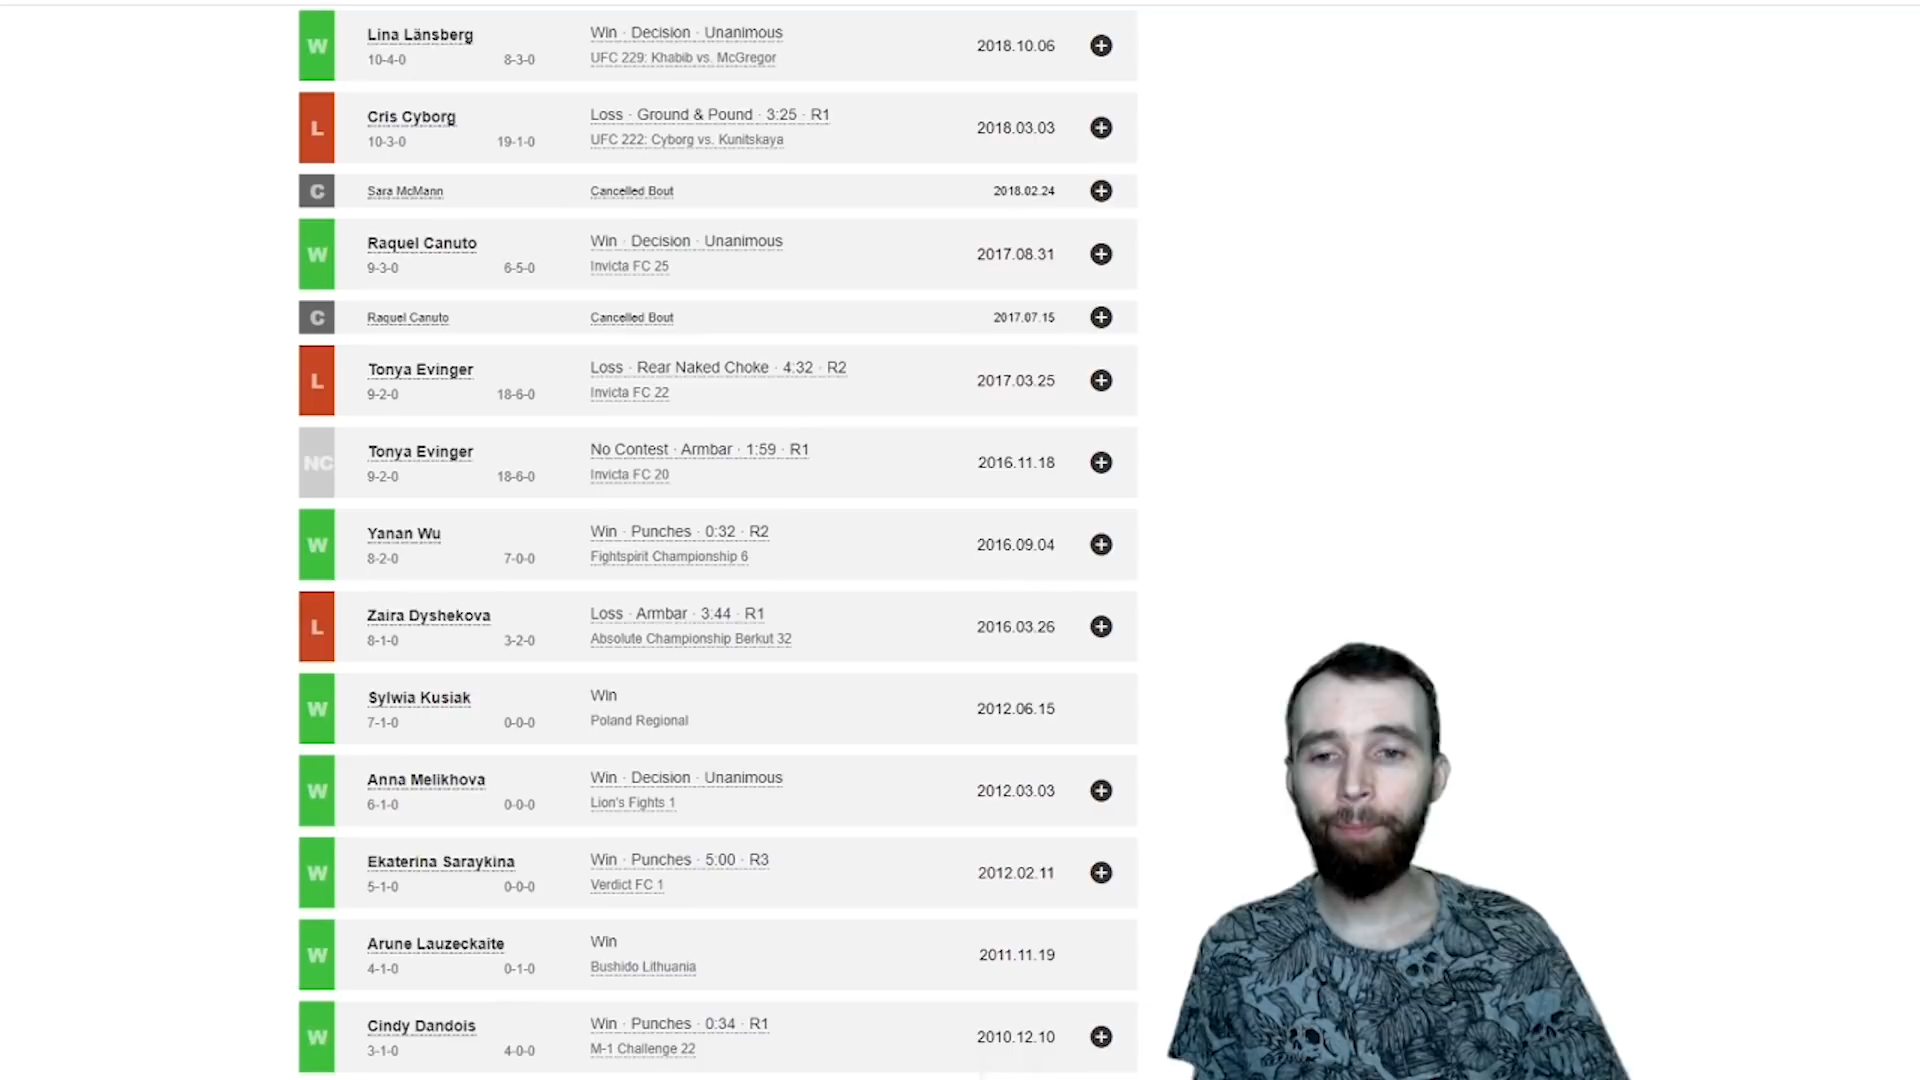 W
Lina Länsberg
10-4-0 8-3-0
Win · Decision · Unanimous
UFC 229: Khabib vs. McGregor
2018.10.06
L
Cris Cyborg
10-3-0 19-1-0
Loss · Ground & Pound · 3:25 · R1
UFC 222: Cyborg vs. Kunitskaya
2018.03.03
C
Sara McMann
Cancelled Bout
2018.02.24
W
Raquel Canuto
9-3-0 6-5-0
Win · Decision · Unanimous
Invicta FC 25
2017.08.31
C
Raquel Canuto
Cancelled Bout
2017.07.15
L
Tonya Evinger
9-2-0 18-6-0
Loss · Rear Naked Choke · 4:32 · R2
Invicta FC 22
2017.03.25
NC
Tonya Evinger
9-2-0 18-6-0
No Contest · Armbar · 1:59 · R1
Invicta FC 20
2016.11.18
W
Yanan Wu
8-2-0 7-0-0
Win · Punches · 0:32 · R2
Fightspirit Championship 6
2016.09.04
L
Zaira Dyshekova
8-1-0 3-2-0
Loss · Armbar · 3:44 · R1
Absolute Championship Berkut 32
2016.03.26
W
Sylwia Kusiak
7-1-0 0-0-0
Win
Poland Regional
2012.06.15
W
Anna Melikhova
6-1-0 0-0-0
Win · Decision · Unanimous
Lion's Fights 1
2012.03.03
W
Ekaterina Saraykina
5-1-0 0-0-0
Win · Punches · 5:00 · R3
Verdict FC 1
2012.02.11
W
Arune Lauzeckaite
4-1-0 0-1-0
Win
Bushido Lithuania
2011.11.19
W
Cindy Dandois
3-1-0 4-0-0
Win · Punches · 0:34 · R1
M-1 Challenge 22
2010.12.10